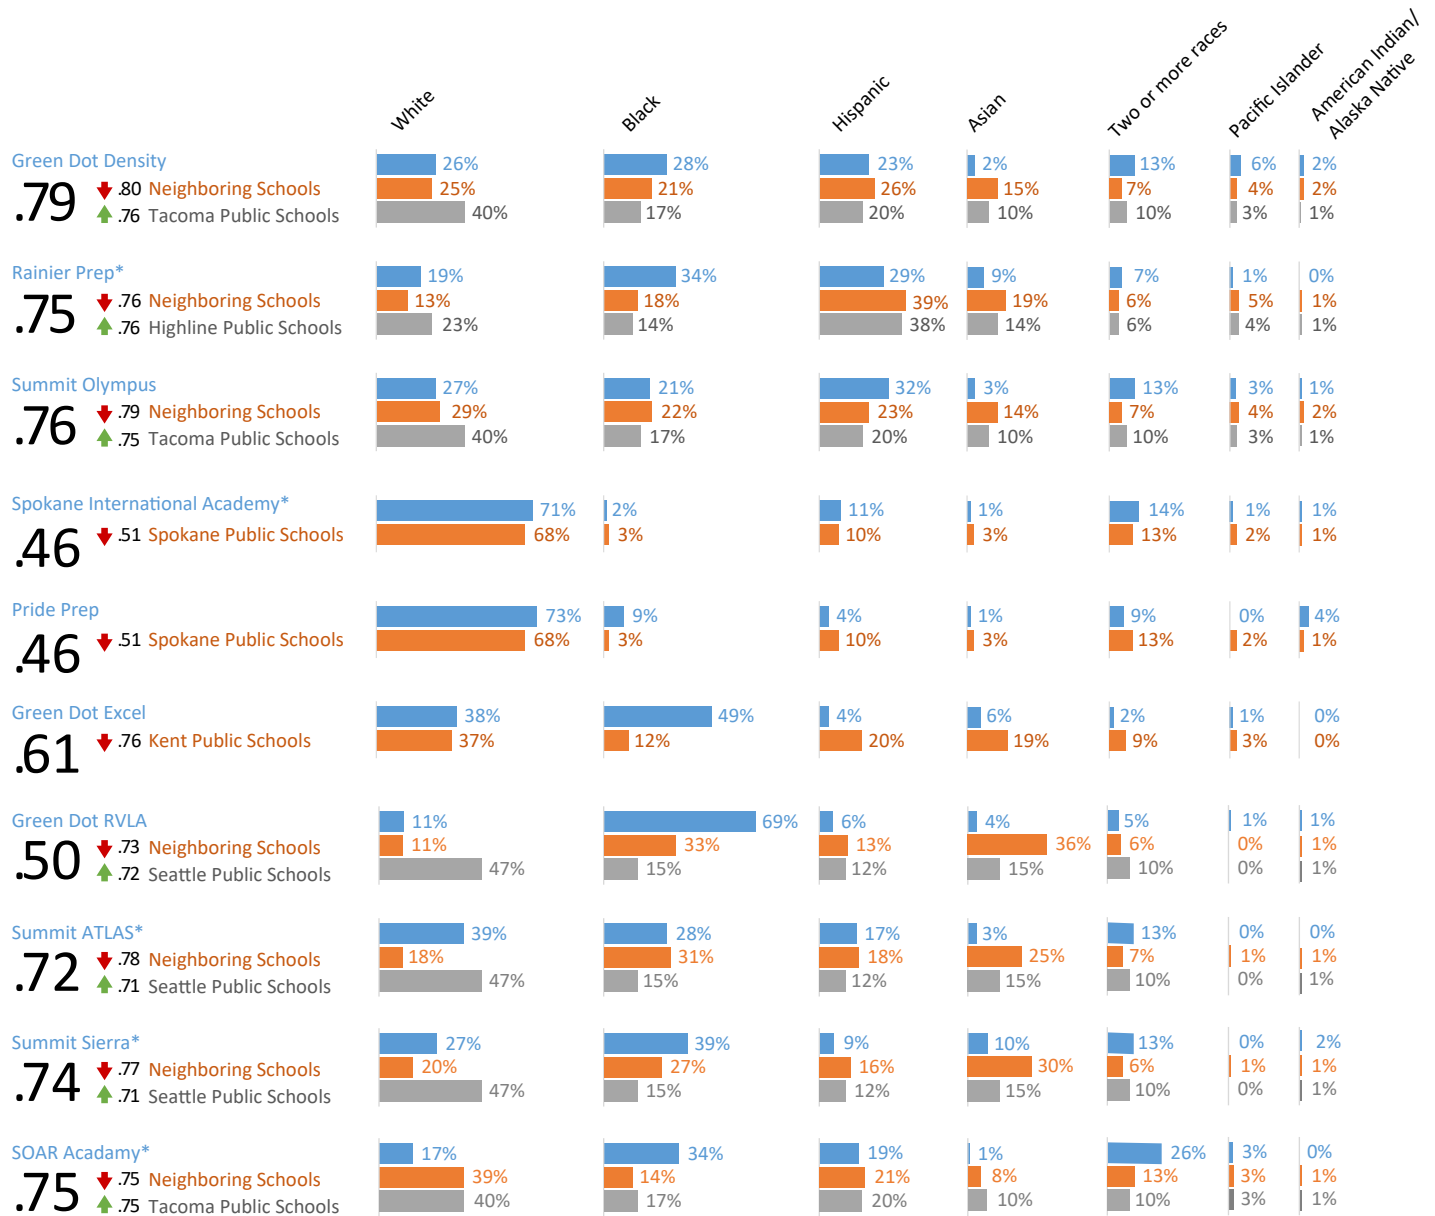 White Black Hispanic Asian Two or more races Pacific Islander American Indian/
Alaska Native
Green Dot Density 26% 28% 23% 2% 13% 6% 2%
.79 .80 Neighboring Schools 25% 21% 26% 15% 7% 4% 2%
.76 Tacoma Public Schools 40% 17% 20% 10% 10% 3% 1%
Rainier Prep* 19% 34% 29% 9% 7% 1% 0%
.75 .76 Neighboring Schools 13% 18% 39% 19% 6% 5% 1%
.76 Highline Public Schools 23% 14% 38% 14% 6% 4% 1%
Summit Olympus 27% 21% 32% 3% 13% 3% 1%
.76 .79 Neighboring Schools 29% 22% 23% 14% 7% 4% 2%
.75 Tacoma Public Schools 40% 17% 20% 10% 10% 3% 1%
Spokane International Academy* 71% 2% 11% 1% 14% 1% 1%
.46 .51 Spokane Public Schools 68% 3% 10% 3% 13% 2% 1%
Pride Prep 73% 9% 4% 1% 9% 0% 4%
.46 .51 Spokane Public Schools 68% 3% 10% 3% 13% 2% 1%
Green Dot Excel 38% 49% 4% 6% 2% 1% 0%
.61 .76 Kent Public Schools 37% 12% 20% 19% 9% 3% 0%
Green Dot RVLA 11% 69% 6% 4% 5% 1% 1%
.50 .73 Neighboring Schools 11% 33% 13% 36% 6% 0% 1%
.72 Seattle Public Schools 47% 15% 12% 15% 10% 0% 1%
Summit ATLAS* 39% 28% 17% 3% 13% 0% 0%
.72 .78 Neighboring Schools 18% 31% 18% 25% 7% 1% 1%
.71 Seattle Public Schools 47% 15% 12% 15% 10% 0% 1%
Summit Sierra* 27% 39% 9% 10% 13% 0% 2%
.74 .77 Neighboring Schools 20% 27% 16% 30% 6% 1% 1%
.71 Seattle Public Schools 47% 15% 12% 15% 10% 0% 1%
SOAR Acadamy* 17% 34% 19% 1% 26% 3% 0%
.75 .75 Neighboring Schools 39% 14% 21% 8% 13% 3% 1%
.75 Tacoma Public Schools 40% 17% 20% 10% 10% 3% 1%